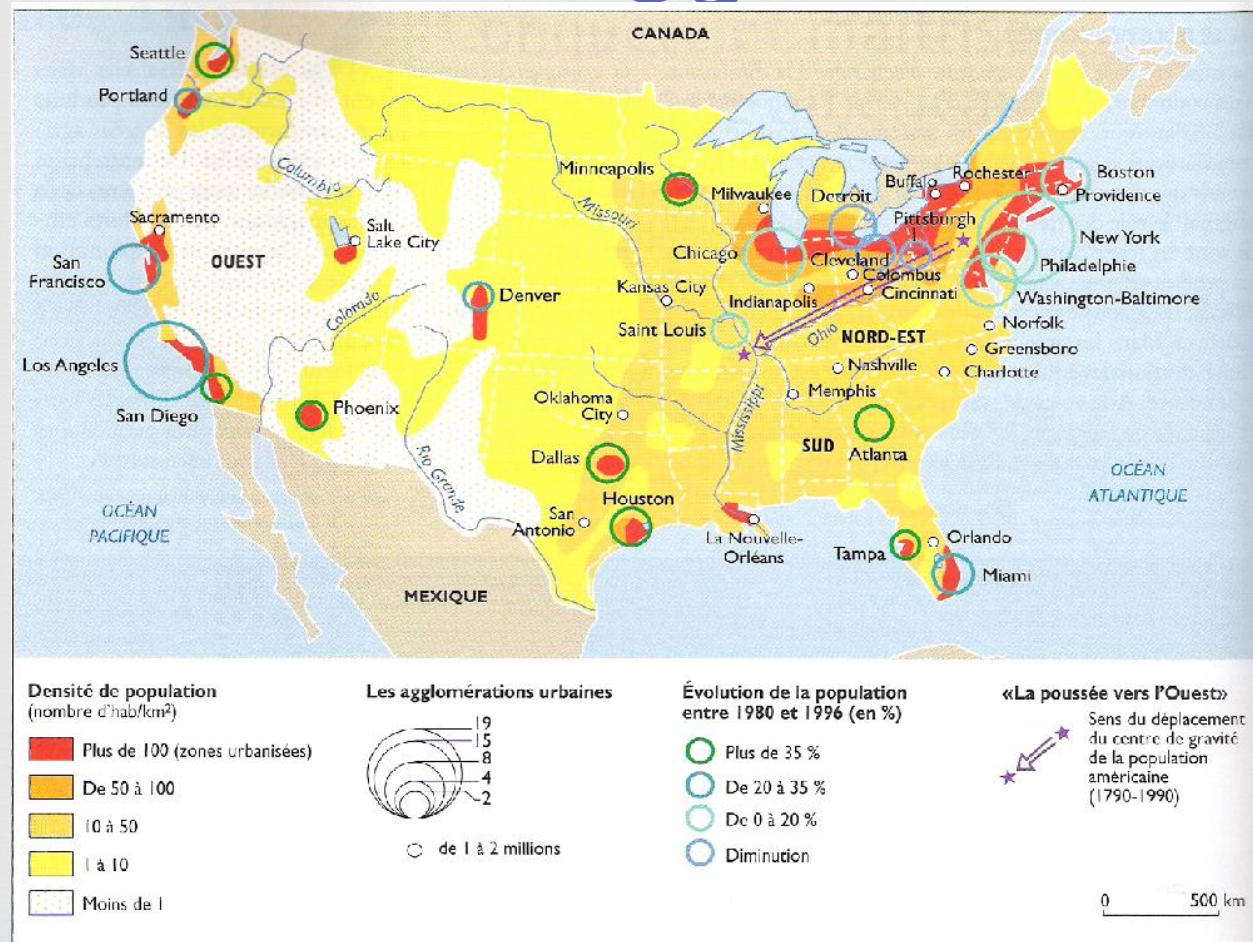 CANADA
Seattle
Portland
Columbia
Minneapolis
Missouri
Milwaukee
Detroit
Buffalo
Rochester
Boston
Providence
Pittsburgh
New York
Sacramento
Salt
Lake City
San
Francisco
OUEST
Chicago
Cleveland
Philadelphie
Colombus
Kansas City
Indianapolis
Cincinnati
Washington-Baltimore
Denver
Colorado
Saint Louis
Ohio
NORD-EST
Norfolk
Greensboro
Los Angeles
Nashville
Charlotte
Memphis
San Diego
Phoenix
Oklahoma
City
Mississippi
SUD
Atlanta
Dallas
Rio Grande
Houston
OCÉAN
ATLANTIQUE
OCÉAN
PACIFIQUE
San
Antonio
La Nouvelle-
Orléans
Tampa
Orlando
Miami
MEXIQUE
Densité de population
(nombre d'hab/km²)
Plus de 100 (zones urbanisées)
De 50 à 100
10 à 50
1 à 10
Moins de 1
Les agglomérations urbaines
19
15
8
4
2
de 1 à 2 millions
Évolution de la population
entre 1980 et 1996 (en %)
Plus de 35 %
De 20 à 35 %
De 0 à 20 %
Diminution
«La poussée vers l'Ouest»
Sens du déplacement
du centre de gravité
de la population
américaine
(1790-1990)
0 500 km